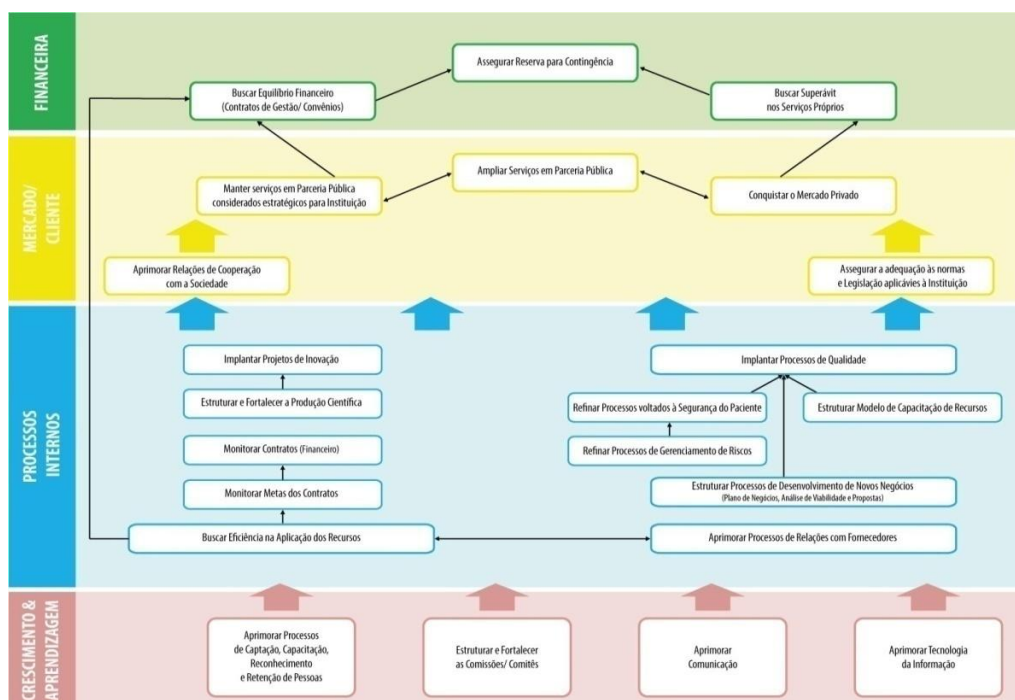 FINANCEIRA
Assegurar Reserva para Contingência
Buscar Equilíbrio Financeiro
(Contratos de Gestão/ Convênios)
Buscar Superávit
nos Serviços Próprios
MERCADO/
CLIENTE
Ampliar Serviços em Parceria Pública
Manter serviços em Parceria Pública
considerados estratégicos para Instituição
Conquistar o Mercado Privado
Aprimorar Relações de Cooperação
com a Sociedade
Assegurar a adequação às normas
e Legislação aplicávies à Instituição
PROCESSOS
INTERNOS
Implantar Projetos de Inovação
Implantar Processos de Qualidade
Estruturar e Fortalecer a Produção Científica
Refinar Processos voltados à Segurança do Paciente
Estruturar Modelo de Capacitação de Recursos
Monitorar Contratos (Financeiro)
Refinar Processos de Gerenciamento de Riscos
Monitorar Metas dos Contratos
Estruturar Processos de Desenvolvimento de Novos Negócios
(Plano de Negócios, Análise de Viabilidade e Propostas)
Buscar Eficiência na Aplicação dos Recursos
Aprimorar Processos de Relações com Fornecedores
CRESCIMENTO &
APRENDIZAGEM
Aprimorar Processos
de Captação, Capacitação,
Reconhecimento
e Retenção de Pessoas
Estruturar e Fortalecer
as Comissões/ Comitês
Aprimorar
Comunicação
Aprimorar Tecnologia
da Informação